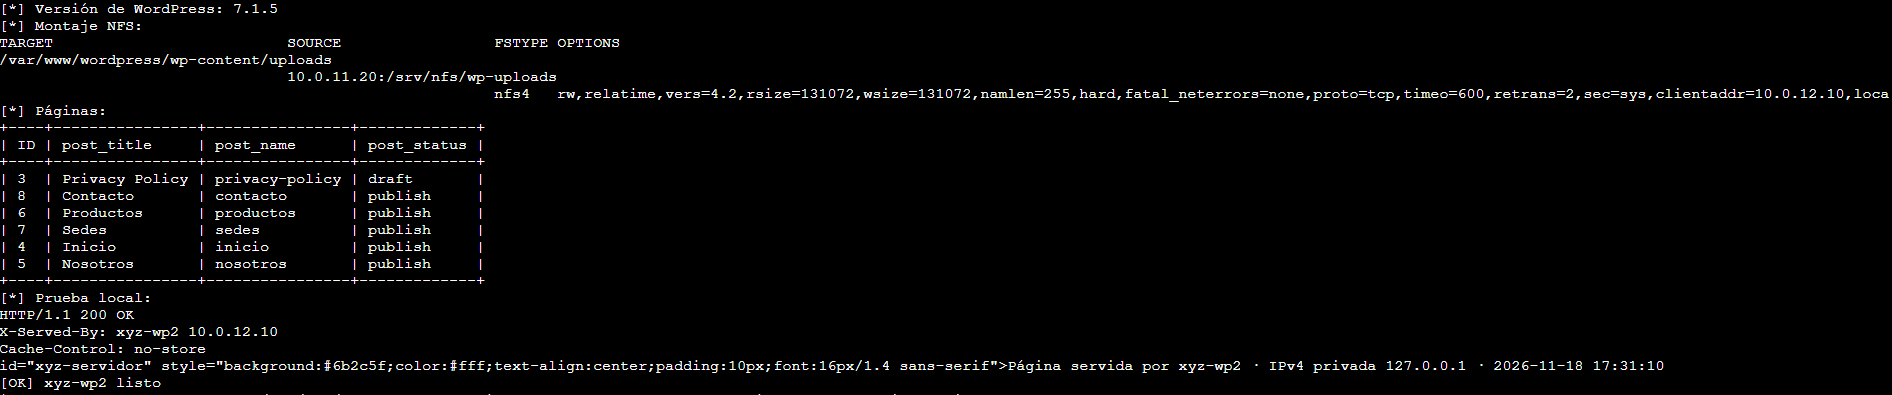 [*] Versión de WordPress: 7.1.5
[*] Montaje NFS:
TARGET                           SOURCE                  FSTYPE OPTIONS
/var/www/wordpress/wp-content/uploads
                                 10.0.11.20:/srv/nfs/wp-uploads
                                                         nfs4   rw,relatime,vers=4.2,rsize=131072,wsize=131072,namlen=255,hard,fatal_neterrors=none,proto=tcp,timeo=600,retrans=2,sec=sys,clientaddr=10.0.12.10,loca
[*] Páginas:
+----+----------------+----------------+-------------+
| ID | post_title     | post_name      | post_status |
+----+----------------+----------------+-------------+
| 3  | Privacy Policy | privacy-policy | draft       |
| 8  | Contacto       | contacto       | publish     |
| 6  | Productos      | productos      | publish     |
| 7  | Sedes          | sedes          | publish     |
| 4  | Inicio         | inicio         | publish     |
| 5  | Nosotros       | nosotros       | publish     |
+----+----------------+----------------+-------------+
[*] Prueba local:
HTTP/1.1 200 OK
X-Served-By: xyz-wp2 10.0.12.10
Cache-Control: no-store
id="xyz-servidor" style="background:#6b2c5f;color:#fff;text-align:center;padding:10px;font:16px/1.4 sans-serif">Página servida por xyz-wp2 · IPv4 privada 127.0.0.1 · 2026-11-18 17:31:10
[OK] xyz-wp2 listo